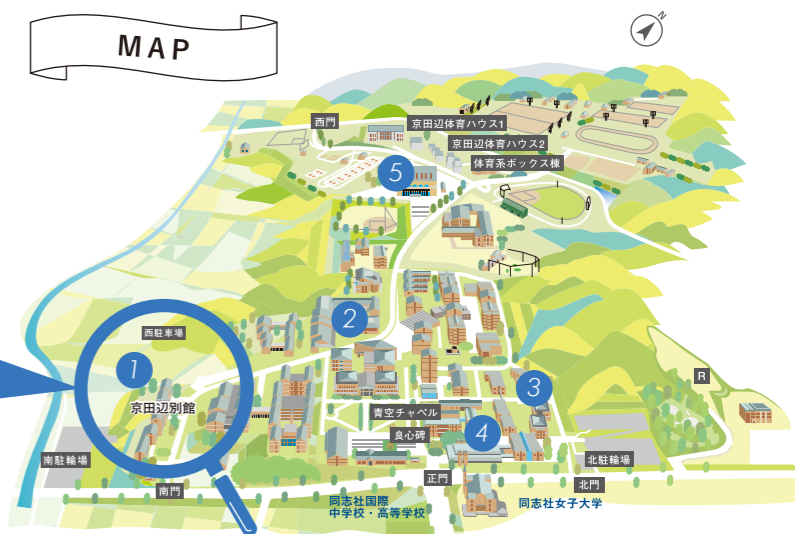 MAP
N
西門
京田辺体育ハウス1
京田辺体育ハウス2
体育系ボックス棟
5
2
西駐車場
1
京田辺別館
3
R
青空チャペル
良心碑
4
南駐輪場
南門
正門
北駐輪場
北門
同志社国際
中学校・高等学校
同志社女子大学